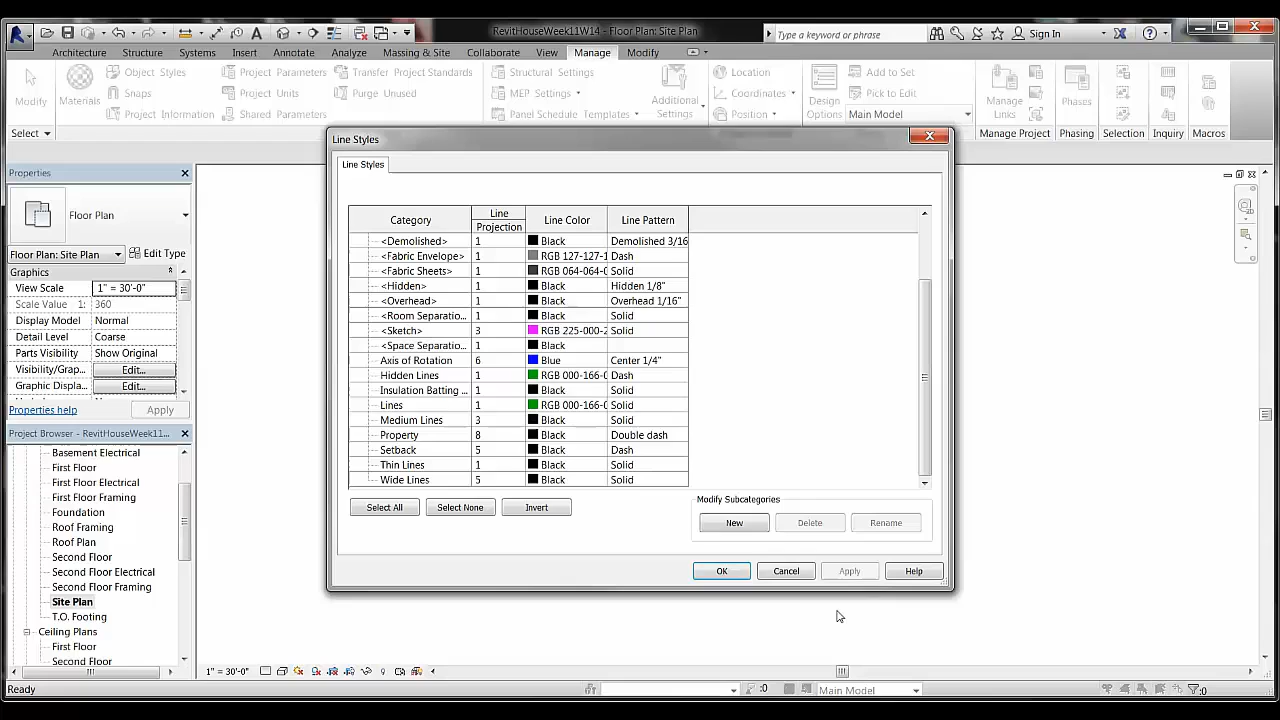 RevitHouseWeek11W14 - Floor Plan: Site Plan
Type a keyword or phrase
Sign In
Architecture Structure Systems Insert Annotate Analyze Massing & Site Collaborate View Manage Modify
Modify
Materials
Object Styles
Snaps
Project Information
Project Parameters
Project Units
Shared Parameters
Transfer Project Standards
Purge Unused
Structural Settings
MEP Settings
Panel Schedule Templates
Additional
Settings
Location
Coordinates
Position
Design
Options
Add to Set
Pick to Edit
Main Model
Manage
Links
Phases
Select
Manage Project Phasing Selection Inquiry Macros
Properties
Floor Plan
Floor Plan: Site Plan
Edit Type
Graphics
View Scale 1" = 30'-0"
Scale Value 1: 360
Display Model Normal
Detail Level Coarse
Parts Visibility Show Original
Visibility/Grap... Edit...
Graphic Displa... Edit...
Properties help
Apply
Project Browser - RevitHouseWeek11...
Basement Electrical
First Floor
First Floor Electrical
First Floor Framing
Foundation
Roof Framing
Roof Plan
Second Floor
Second Floor Electrical
Second Floor Framing
Site Plan
T.O. Footing
Ceiling Plans
First Floor
Second Floor
Line Styles
Line Styles
Category Line Projection Line Color Line Pattern
<Demolished> 1 Black Demolished 3/16
<Fabric Envelope> 1 RGB 127-127-1 Dash
<Fabric Sheets> 1 RGB 064-064-0 Solid
<Hidden> 1 Black Hidden 1/8"
<Overhead> 1 Black Overhead 1/16"
<Room Separatio... 1 Black Solid
<Sketch> 3 RGB 225-000-2 Solid
<Space Separatio... 1 Black
Axis of Rotation 6 Blue Center 1/4"
Hidden Lines 1 RGB 000-166-0 Dash
Insulation Batting ... 1 Black Solid
Lines 1 RGB 000-166-0 Solid
Medium Lines 3 Black Solid
Property 8 Black Double dash
Setback 5 Black Dash
Thin Lines 1 Black Solid
Wide Lines 5 Black Solid
Select All Select None Invert
Modify Subcategories
New Delete Rename
OK Cancel Apply Help
1" = 30'-0"
Ready
:0
Main Model
:0